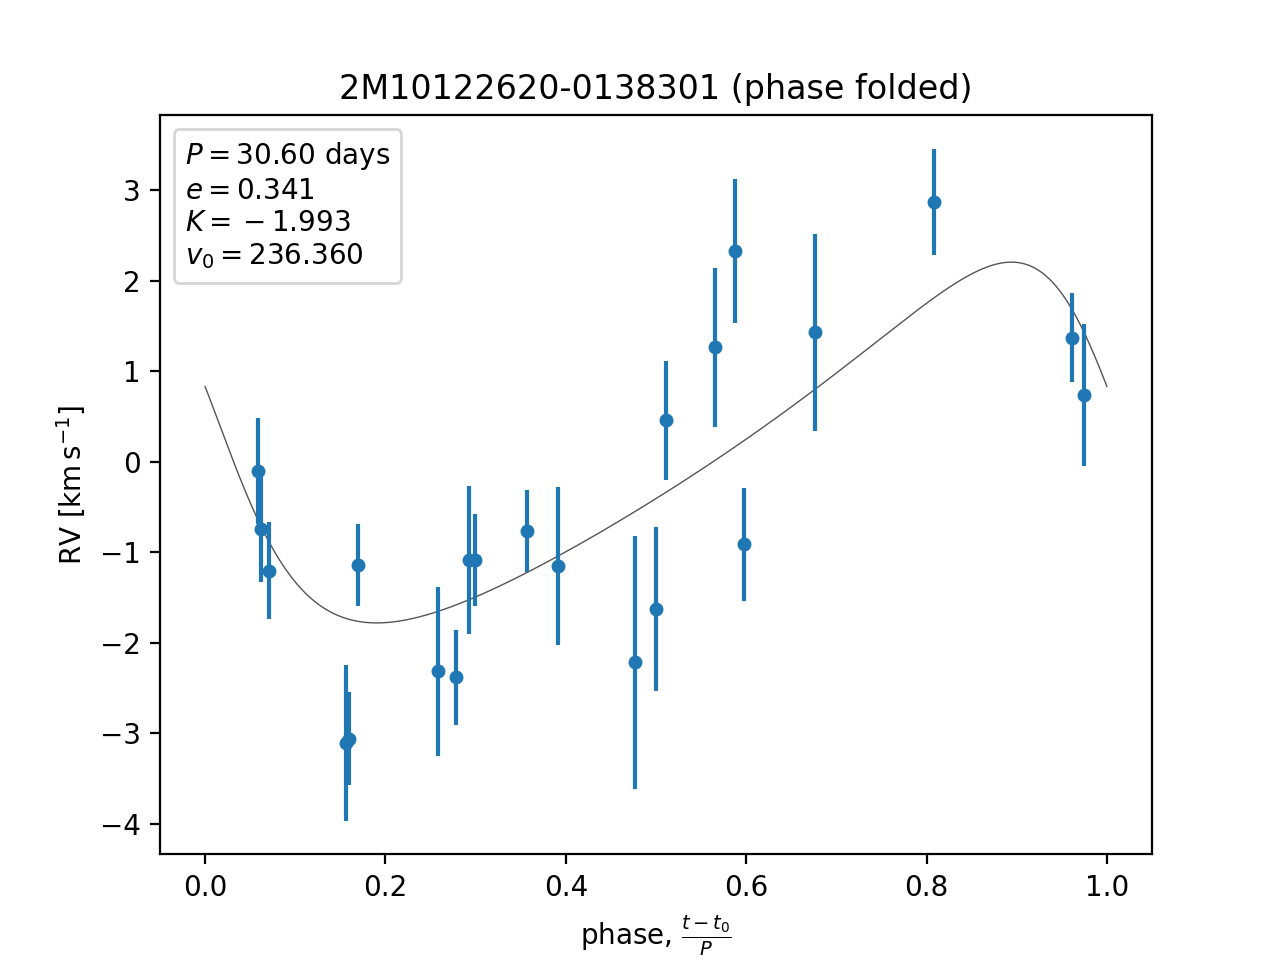 2M10122620-0138301 (phase folded)
P = 30.60 days
e = 0.341
K = −1.993
v₀ = 236.360
RV [km s⁻¹]
3
2
1
0
−1
−2
−3
−4
0.0 0.2 0.4 0.6 0.8 1.0
phase, (t − t₀)/P